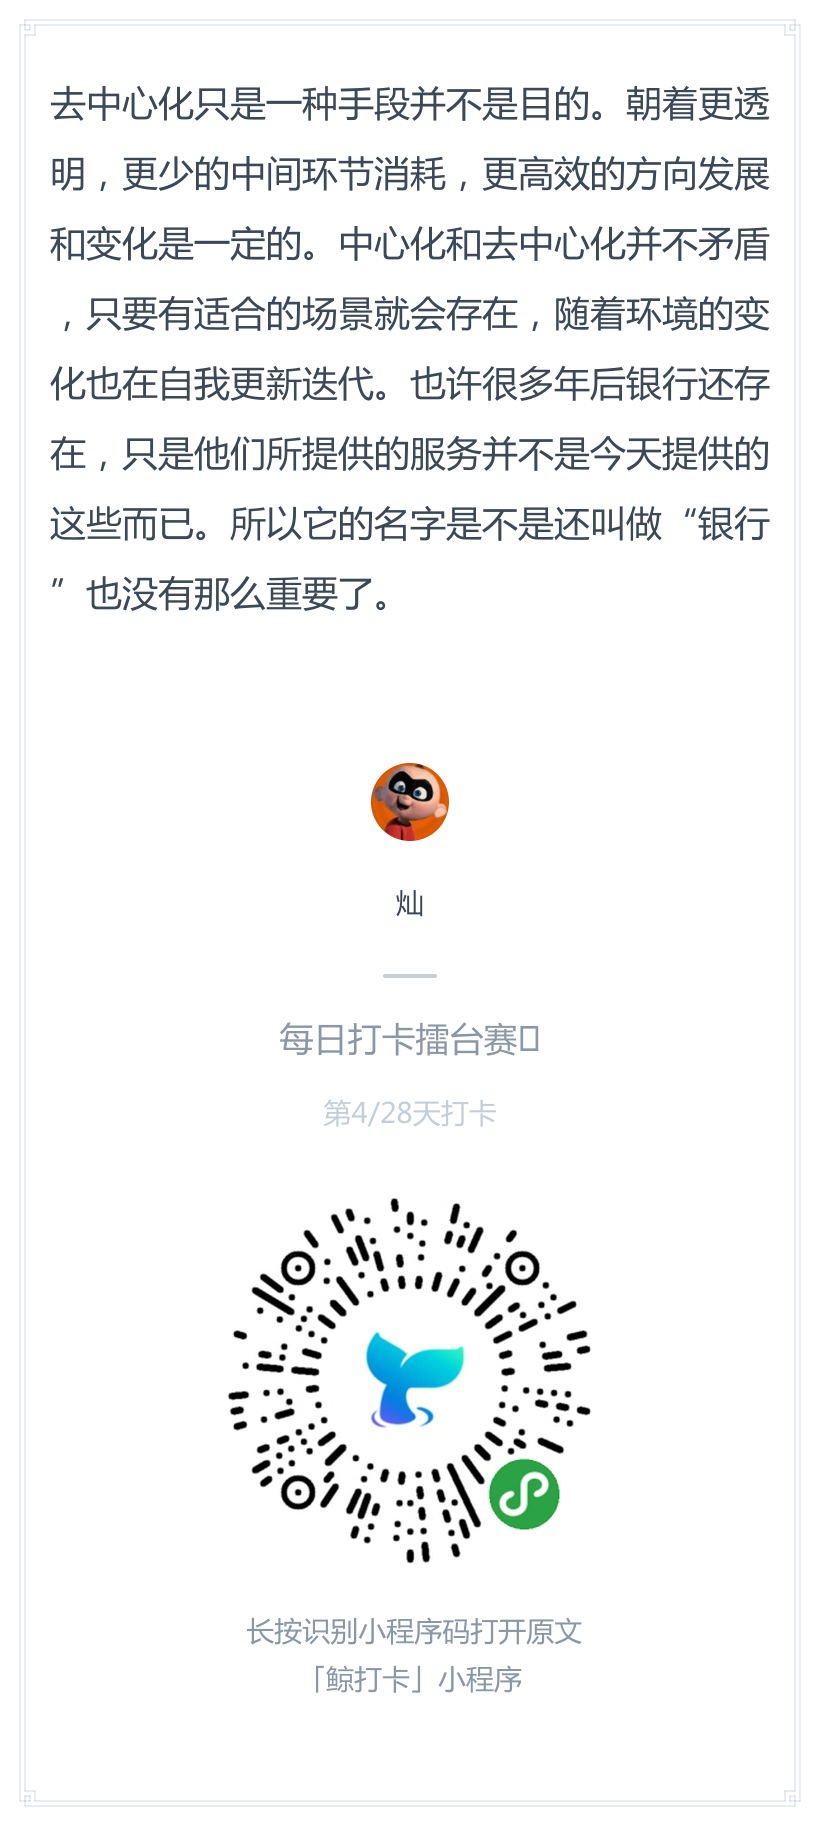 去中心化只是一种手段并不是目的。朝着更透
明，更少的中间环节消耗，更高效的方向发展
和变化是一定的。中心化和去中心化并不矛盾
，只要有适合的场景就会存在，随着环境的变
化也在自我更新迭代。也许很多年后银行还存
在，只是他们所提供的服务并不是今天提供的
这些而已。所以它的名字是不是还叫做“银行
”也没有那么重要了。
灿
每日打卡擂台赛
第4/28天打卡
长按识别小程序码打开原文
「鲸打卡」小程序